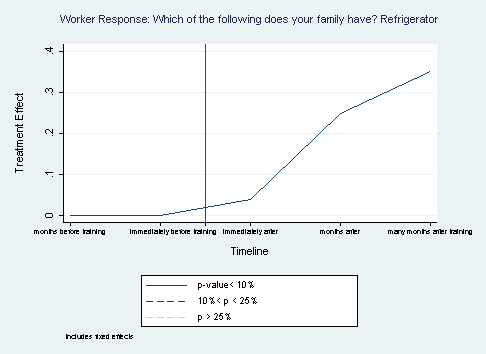 Worker Response: Which of the following does your family have? Refrigerator
.4
.3
.2
.1
0
Treatment Effect
months before training immediately before training immediately after months after many months after training
Timeline
p-value < 10%
10% < p < 25%
p > 25%
Includes fixed effects